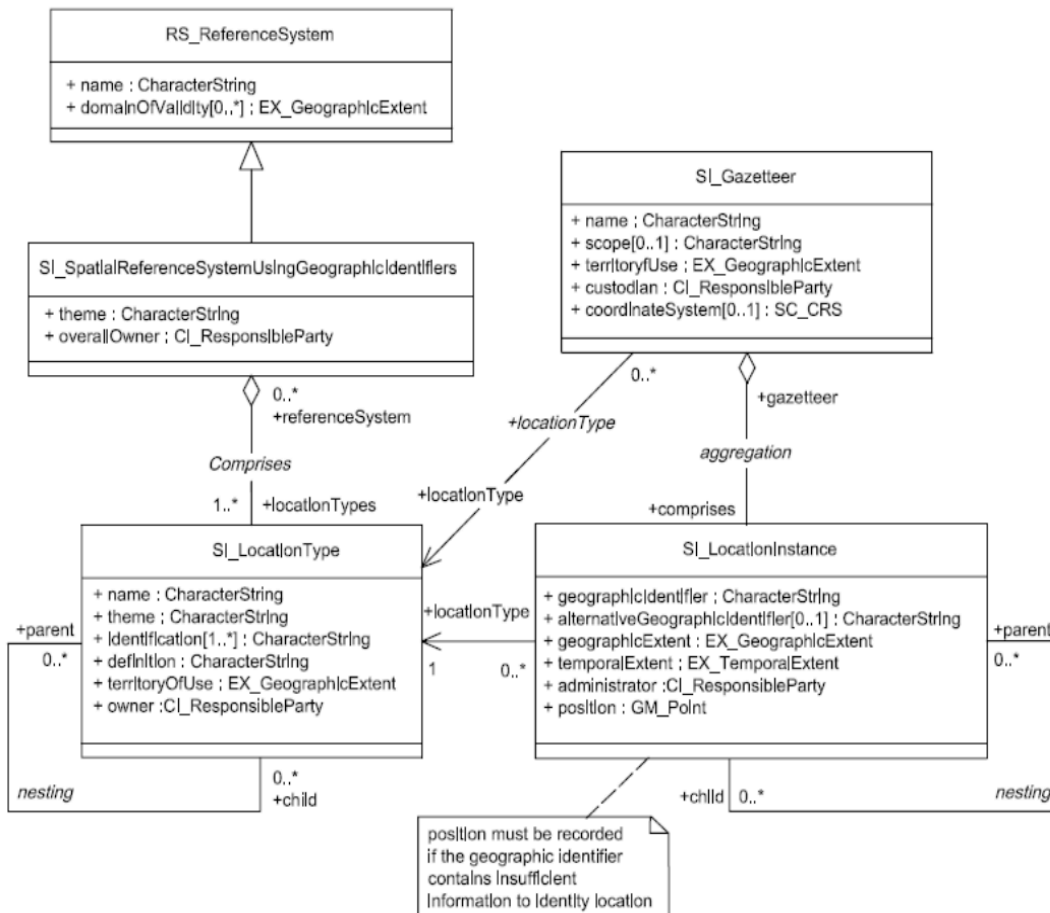 RS_ReferenceSystem
+ name : CharacterString
+ domainOfValidity[0..*] ; EX_GeographicExtent
SI_Gazetteer
+ name ; CharacterString
+ scope[0..1] : CharacterString
+ territoryfUse ; EX_GeographicExtent
+ custodian ; CI_ResponsibleParty
+ coordinateSystem[0..1] : SC_CRS
SI_SpatialReferenceSystemUsingGeographicIdentifiers
+ theme : CharacterString
+ overallOwner ; CI_ResponsibleParty
0..*
+referenceSystem
0..*
+gazetteer
+locationType
Comprises
aggregation
1..*
+locationTypes
+locationType
+comprises
SI_LocationType
+ name : CharacterString
+ theme : CharacterString
+ identification[1..*] : CharacterString
+ definition : CharacterString
+ territoryOfUse ; EX_GeographicExtent
+ owner :CI_ResponsibleParty
+parent
0..*
nesting
0..*
+child
+locationType
1
0..*
SI_LocationInstance
+ geographicIdentifier ; CharacterString
+ alternativeGeographicIdentifier[0..1] ; CharacterString
+ geographicExtent : EX_GeographicExtent
+ temporalExtent ; EX_TemporalExtent
+ administrator :CI_ResponsibleParty
+ position : GM_Point
+parent
0..*
+child
0..*
nesting
position must be recorded
if the geographic identifier
contains insufficient
information to identity location